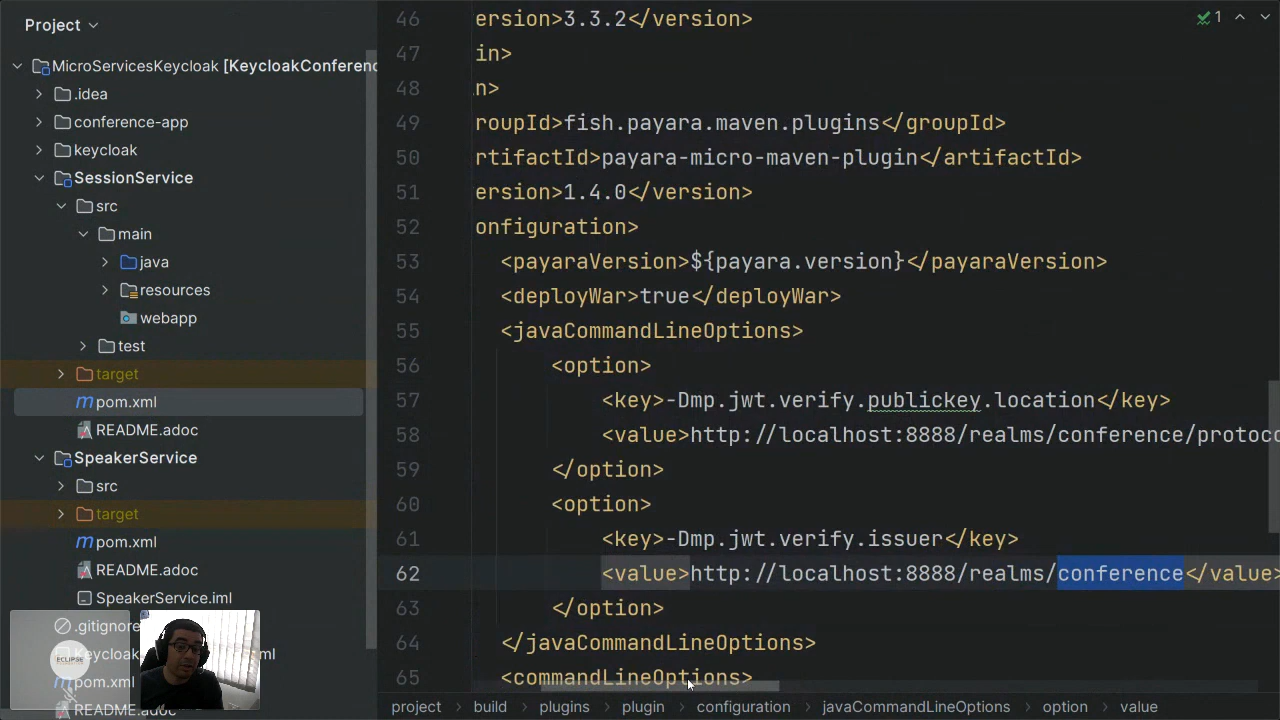 Project
MicroServicesKeycloak [KeycloakConferenc
.idea
conference-app
keycloak
SessionService
src
main
java
resources
webapp
test
target
pom.xml
README.adoc
SpeakerService
src
target
pom.xml
README.adoc
SpeakerService.iml
.gitignore
Keycloak
ml
pom.xml
README.adoc
ECLIPSE
1
46 ersion>3.3.2</version>
47 in>
48 n>
49 roupId>fish.payara.maven.plugins</groupId>
50 rtifactId>payara-micro-maven-plugin</artifactId>
51 ersion>1.4.0</version>
52 onfiguration>
53 <payaraVersion>${payara.version}</payaraVersion>
54 <deployWar>true</deployWar>
55 <javaCommandLineOptions>
56 <option>
57 <key>-Dmp.jwt.verify.publickey.location</key>
58 <value>http://localhost:8888/realms/conference/protoco
59 </option>
60 <option>
61 <key>-Dmp.jwt.verify.issuer</key>
62 <value>http://localhost:8888/realms/conference</value>
63 </option>
64 </javaCommandLineOptions>
65 <commandLineOptions>
project > build > plugins > plugin > configuration > javaCommandLineOptions > option > value